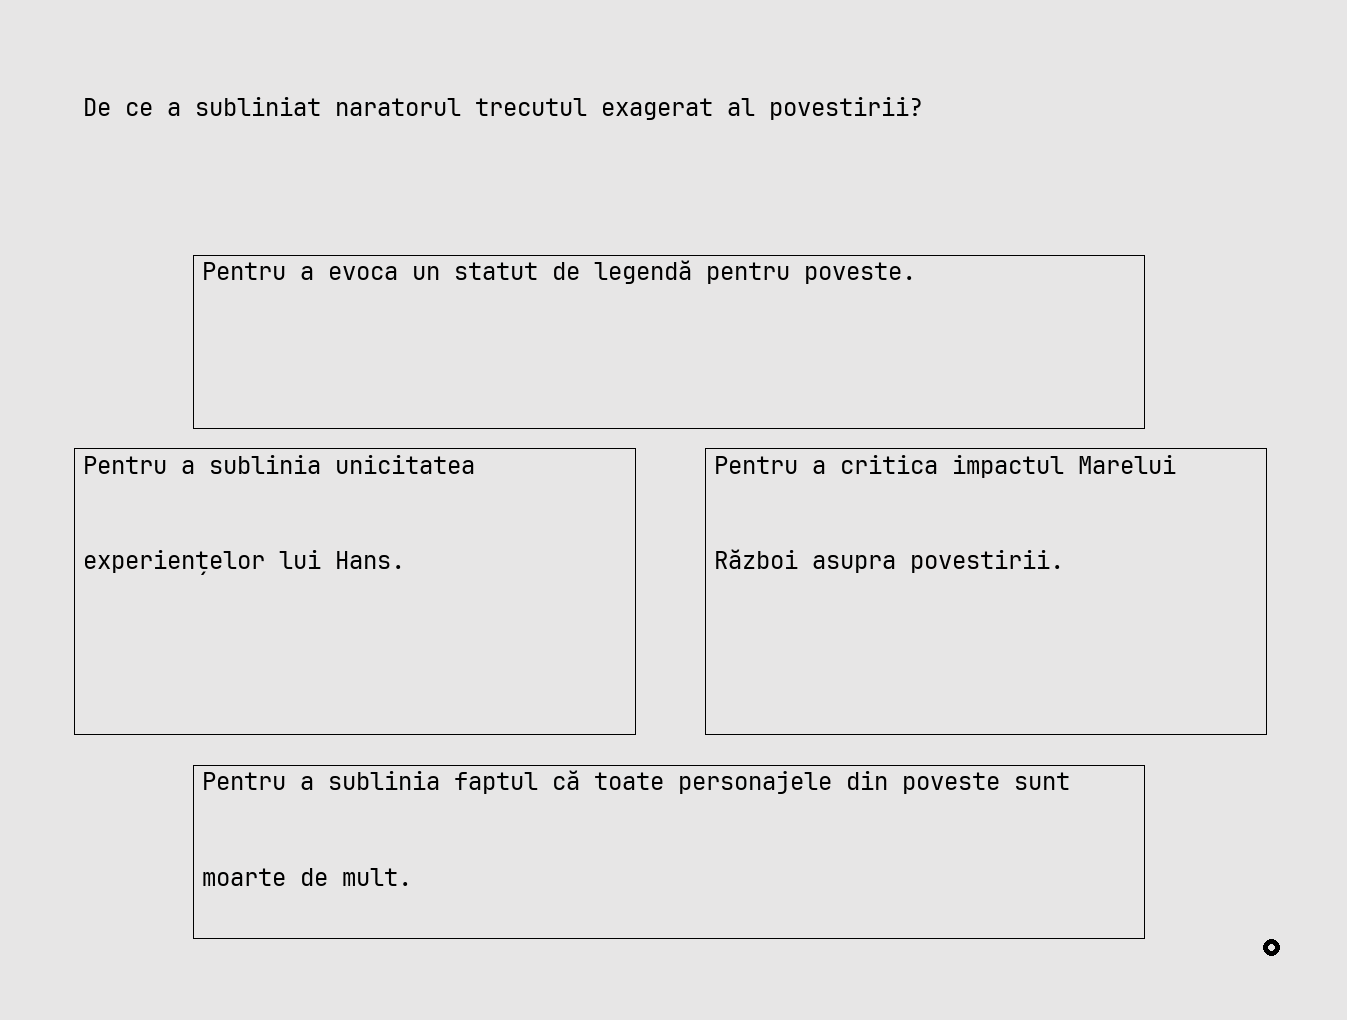 De ce a subliniat naratorul trecutul exagerat al povestirii?
Pentru a evoca un statut de legendă pentru poveste.
Pentru a sublinia unicitatea
experiențelor lui Hans.
Pentru a critica impactul Marelui
Război asupra povestirii.
Pentru a sublinia faptul că toate personajele din poveste sunt
moarte de mult.